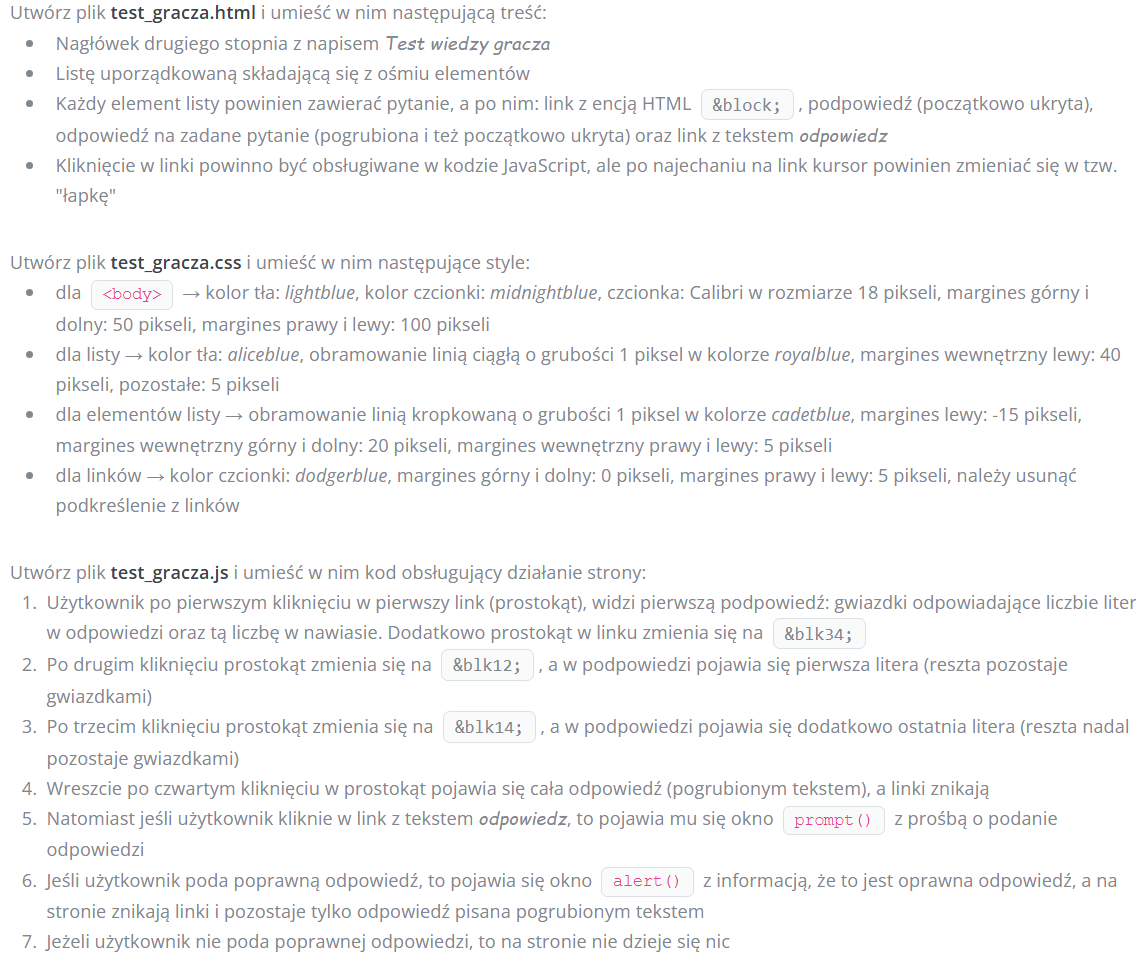 Utwórz plik test_gracza.html i umieść w nim następującą treść:
• Nagłówek drugiego stopnia z napisem Test wiedzy gracza
• Listę uporządkowaną składającą się z ośmiu elementów
• Każdy element listy powinien zawierać pytanie, a po nim: link z encją HTML &block; , podpowiedź (początkowo ukryta),
odpowiedź na zadane pytanie (pogrubiona i też początkowo ukryta) oraz link z tekstem odpowiedz
• Kliknięcie w linki powinno być obsługiwane w kodzie JavaScript, ale po najechaniu na link kursor powinien zmieniać się w tzw.
"łapkę"
Utwórz plik test_gracza.css i umieść w nim następujące style:
• dla <body> → kolor tła: lightblue, kolor czcionki: midnightblue, czcionka: Calibri w rozmiarze 18 pikseli, margines górny i
dolny: 50 pikseli, margines prawy i lewy: 100 pikseli
• dla listy → kolor tła: aliceblue, obramowanie linią ciągłą o grubości 1 piksel w kolorze royalblue, margines wewnętrzny lewy: 40
pikseli, pozostałe: 5 pikseli
• dla elementów listy → obramowanie linią kropkowaną o grubości 1 piksel w kolorze cadetblue, margines lewy: -15 pikseli,
margines wewnętrzny górny i dolny: 20 pikseli, margines wewnętrzny prawy i lewy: 5 pikseli
• dla linków → kolor czcionki: dodgerblue, margines górny i dolny: 0 pikseli, margines prawy i lewy: 5 pikseli, należy usunąć
podkreślenie z linków
Utwórz plik test_gracza.js i umieść w nim kod obsługujący działanie strony:
1. Użytkownik po pierwszym kliknięciu w pierwszy link (prostokąt), widzi pierwszą podpowiedź: gwiazdki odpowiadające liczbie liter
w odpowiedzi oraz tą liczbę w nawiasie. Dodatkowo prostokąt w linku zmienia się na &blk34;
2. Po drugim kliknięciu prostokąt zmienia się na &blk12; , a w podpowiedzi pojawia się pierwsza litera (reszta pozostaje
gwiazdkami)
3. Po trzecim kliknięciu prostokąt zmienia się na &blk14; , a w podpowiedzi pojawia się dodatkowo ostatnia litera (reszta nadal
pozostaje gwiazdkami)
4. Wreszcie po czwartym kliknięciu w prostokąt pojawia się cała odpowiedź (pogrubionym tekstem), a linki znikają
5. Natomiast jeśli użytkownik kliknie w link z tekstem odpowiedz, to pojawia mu się okno prompt() z prośbą o podanie
odpowiedzi
6. Jeśli użytkownik poda poprawną odpowiedź, to pojawia się okno alert() z informacją, że to jest oprawna odpowiedź, a na
stronie znikają linki i pozostaje tylko odpowiedź pisana pogrubionym tekstem
7. Jeżeli użytkownik nie poda poprawnej odpowiedzi, to na stronie nie dzieje się nic